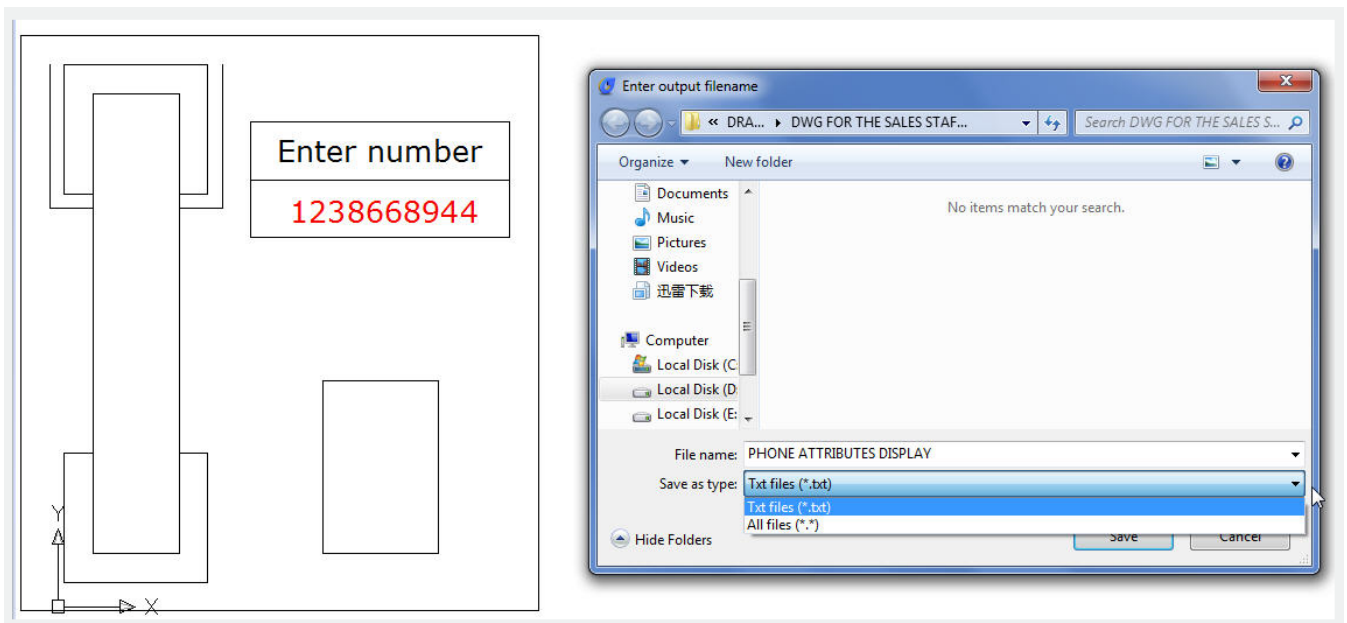 Enter number
1238668944
Y
X
Enter output filename
« DRA... ▸ DWG FOR THE SALES STAF...
Search DWG FOR THE SALES S...
Organize
New folder
Documents
Music
Pictures
Videos
迅雷下载
Computer
Local Disk (C:
Local Disk (D:
Local Disk (E:
No items match your search.
File name: PHONE ATTRIBUTES DISPLAY
Save as type: Txt files (*.txt)
Txt files (*.txt)
All files (*.*)
Hide Folders
Save
Cancel